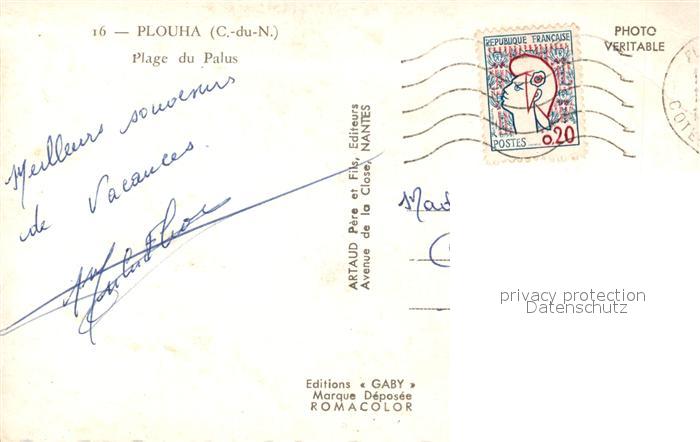 16 — PLOUHA (C.-du-N.)
Plage du Palus
Meilleurs souvenirs
de Vacances.
ARTAUD Père et Fils, Editeurs
Avenue de la Close, NANTES
Editions « GABY »
Marque Déposée
ROMACOLOR
REPUBLIQUE FRANÇAISE
POSTES
0,20
PHOTO
VERITABLE
privacy protection
Datenschutz